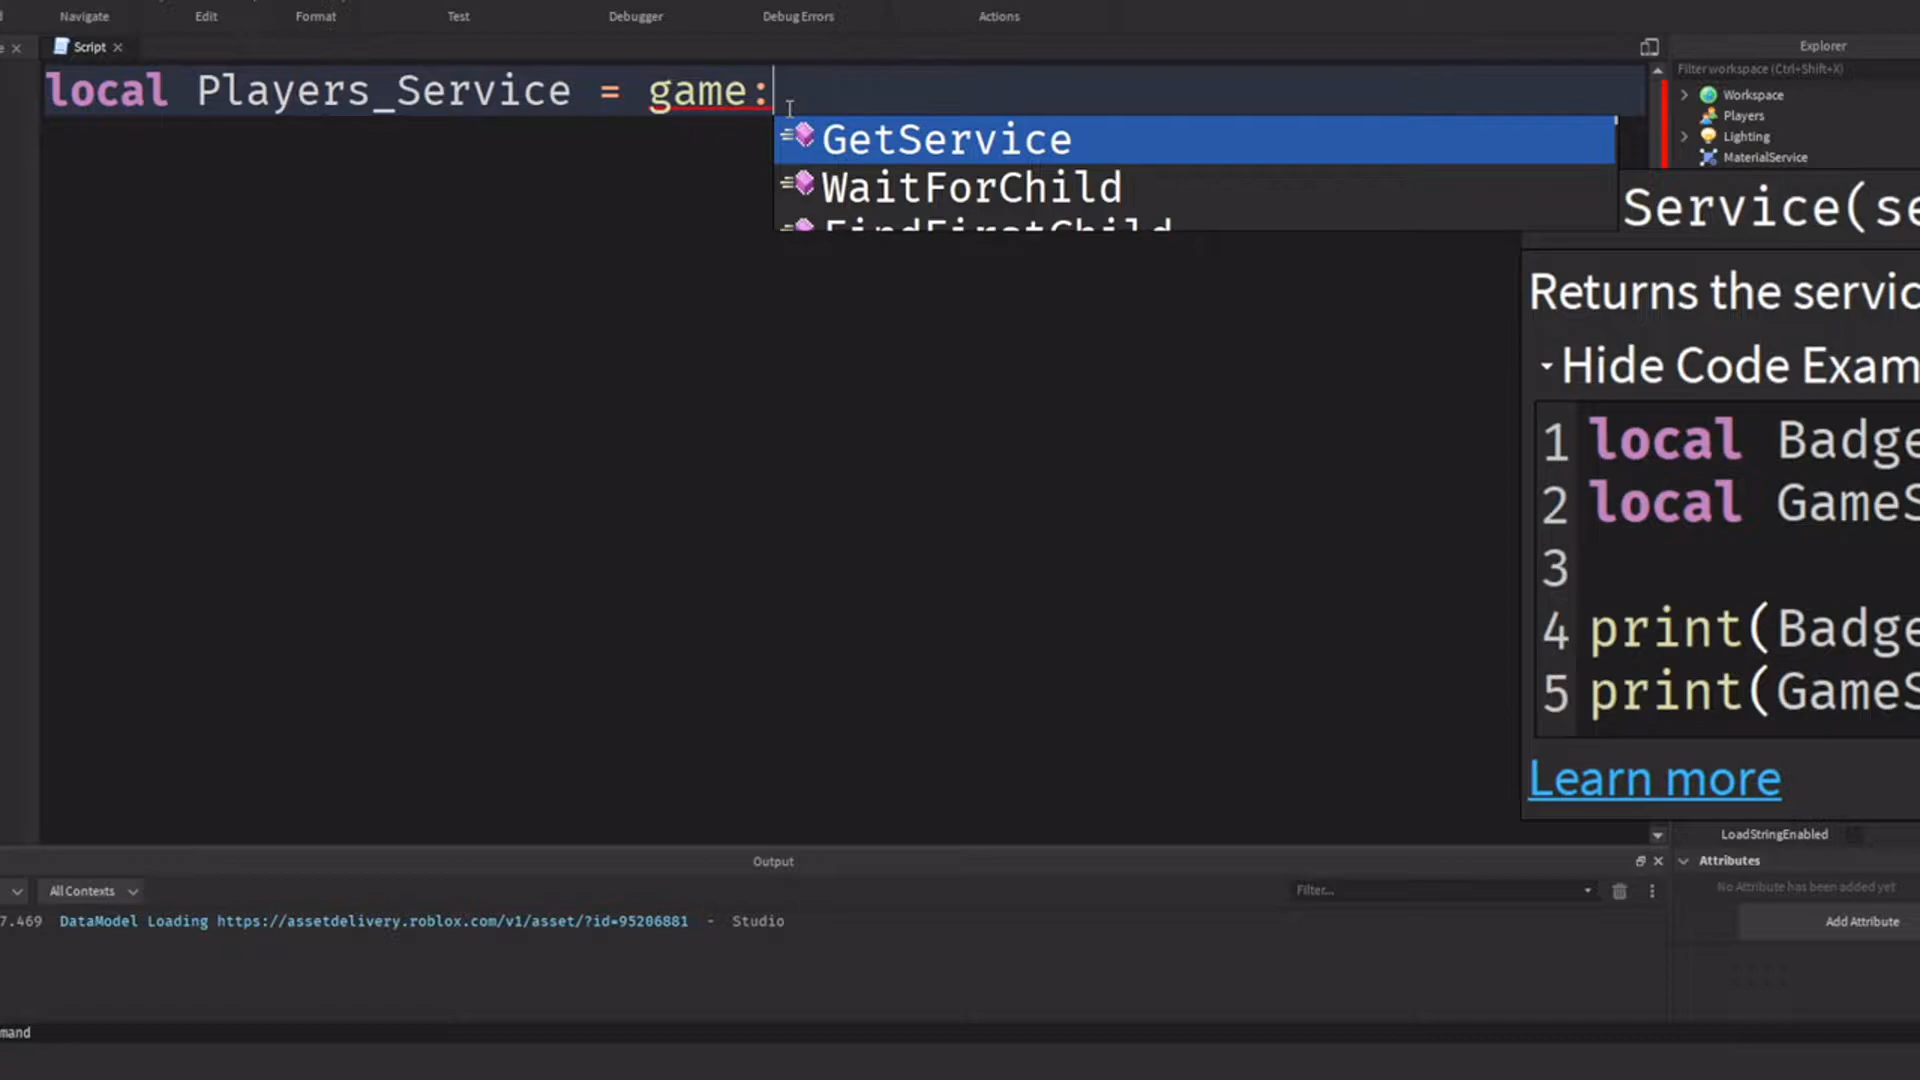 Navigate Edit Format Test Debugger Debug Errors Actions
Script Explorer
Filter workspace (Ctrl+Shift+X)
local Players_Service = game:
Workspace
Players
Lighting
MaterialService
GetService
WaitForChild
FindFirstChild
Service(se
Returns the servic
Hide Code Exam
1 local Badge
2 local GameS
3
4 print(Badge
5 print(GameS
Learn more
LoadStringEnabled
Output
Attributes
All Contexts Filter...
No Attribute has been added yet
7.469 DataModel Loading https://assetdelivery.roblox.com/v1/asset/?id=95206881 - Studio
Add Attribute
mand